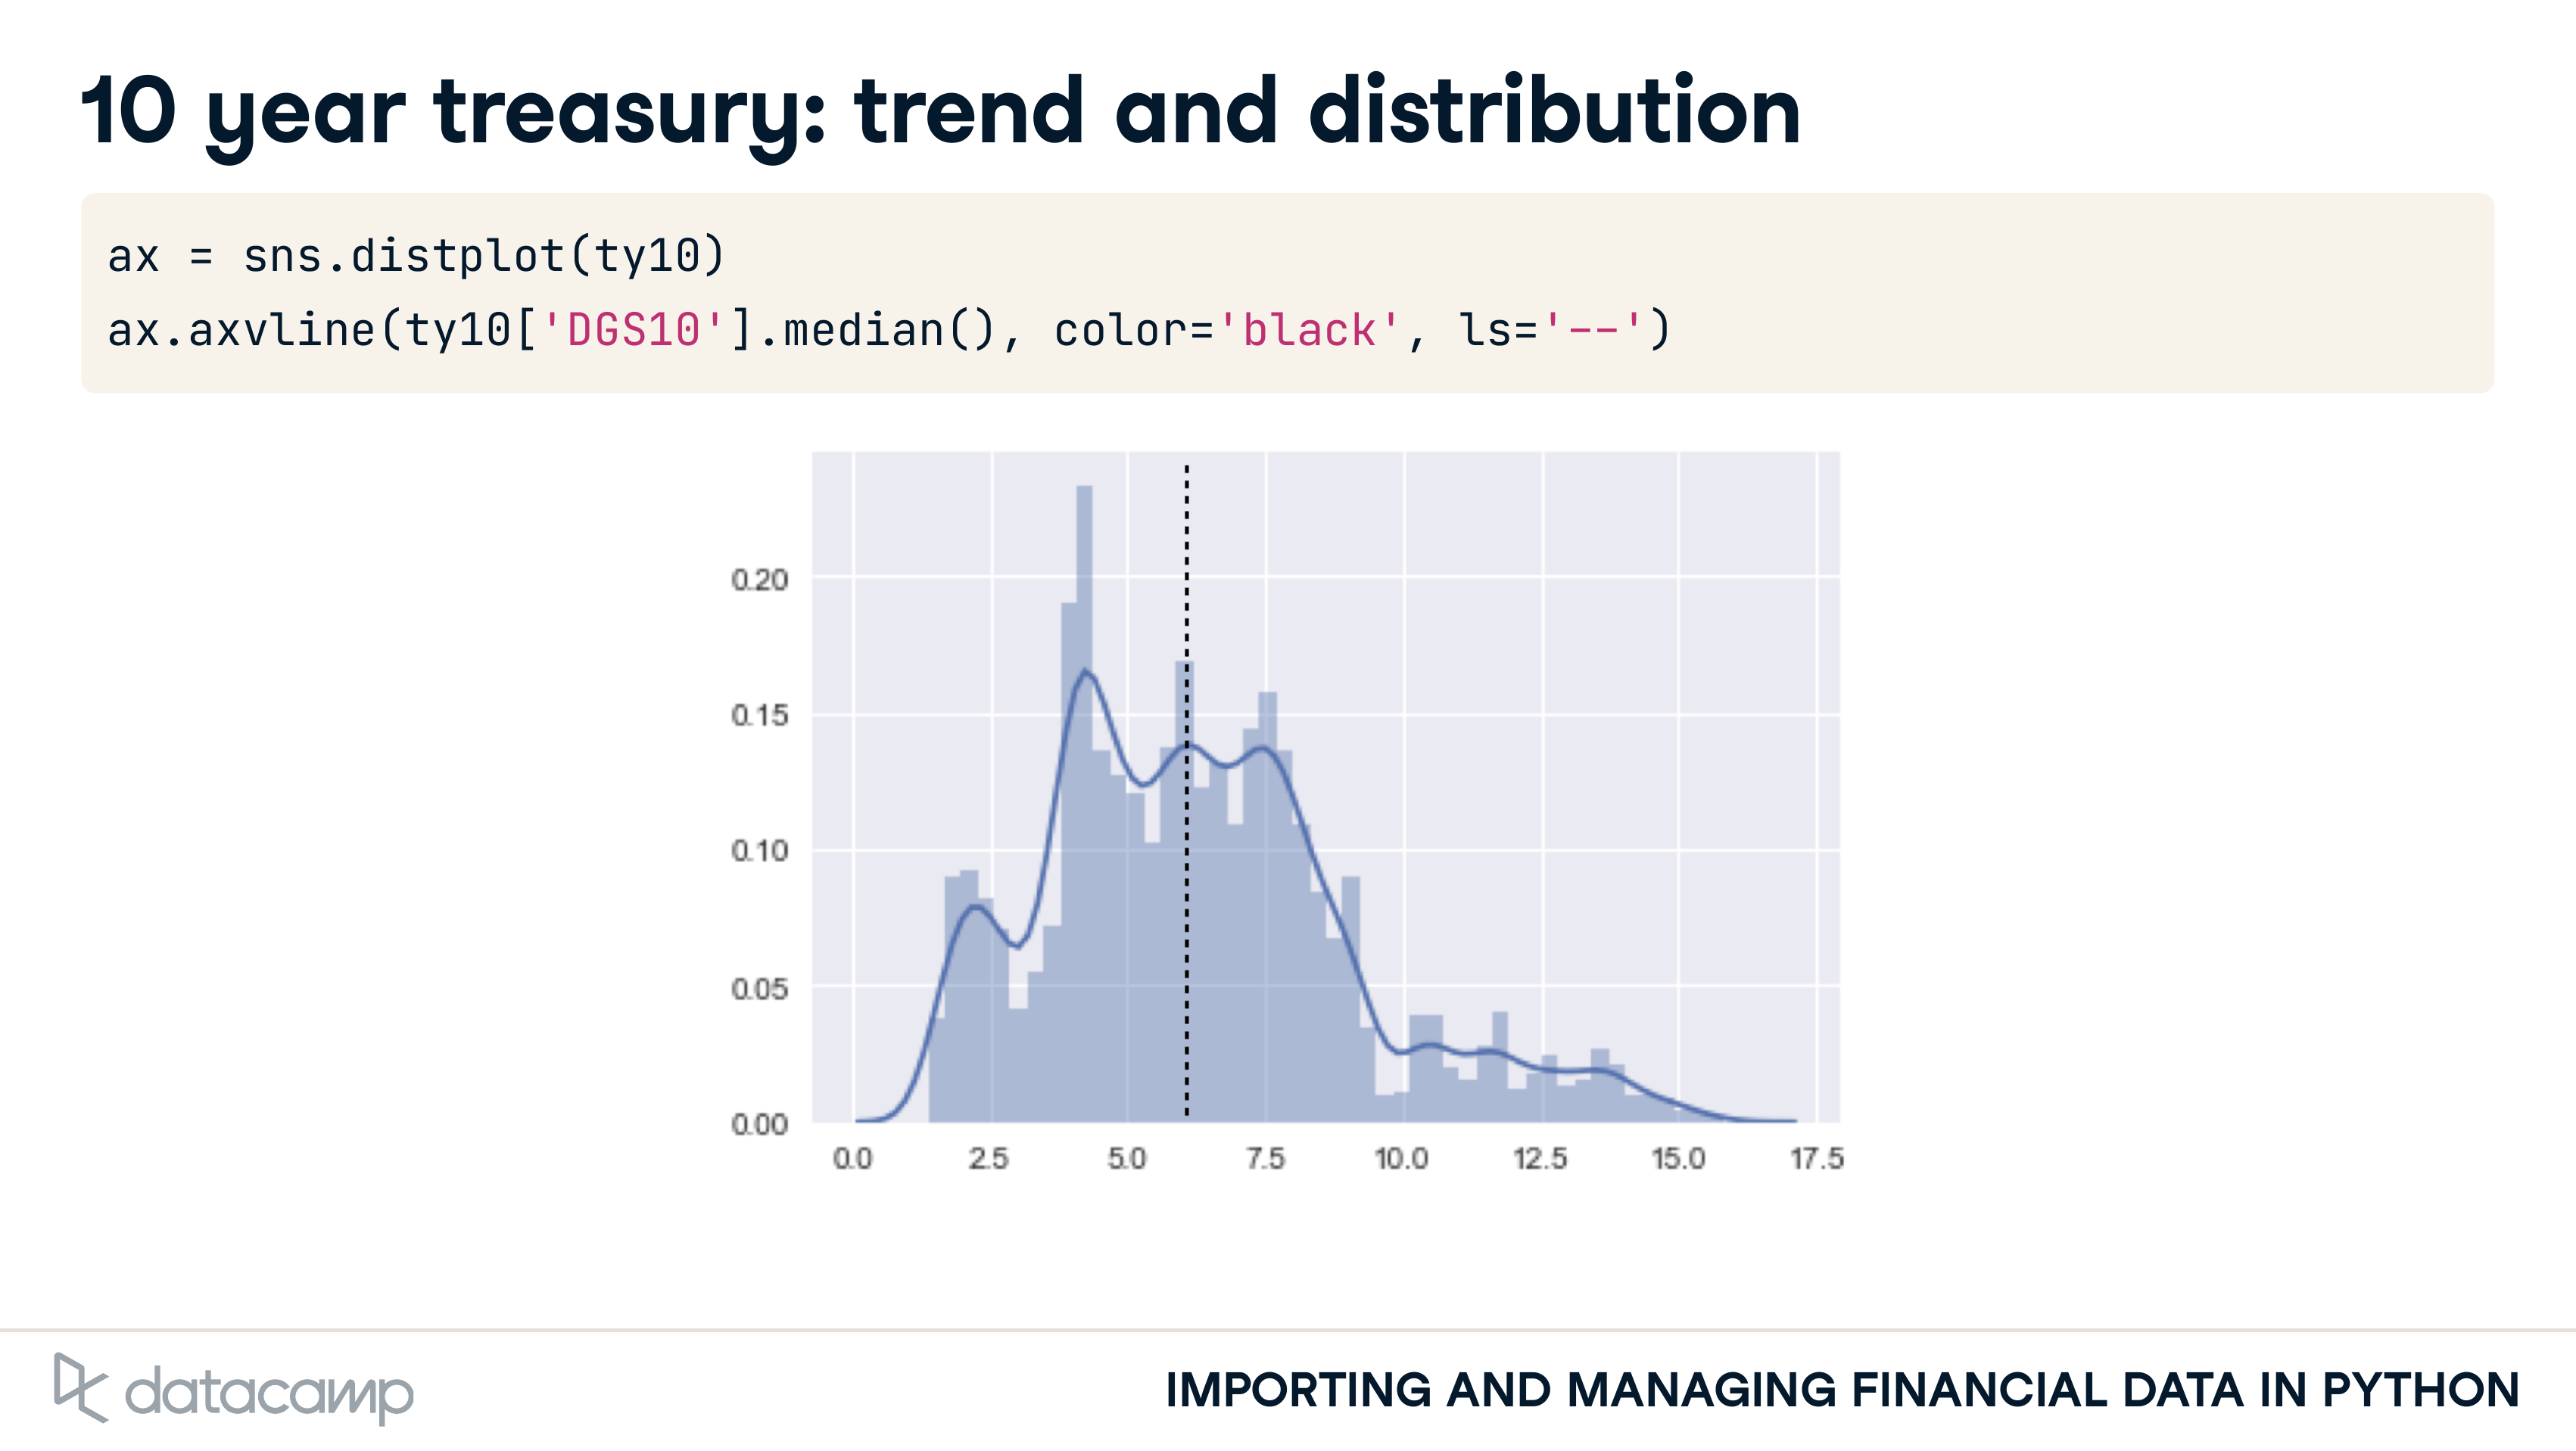 10 year treasury: trend and distribution
ax = sns.distplot(ty10)
ax.axvline(ty10['DGS10'].median(), color='black', ls='--')
0.20
0.15
0.10
0.05
0.00
0.0 2.5 5.0 7.5 10.0 12.5 15.0 17.5
datacamp
IMPORTING AND MANAGING FINANCIAL DATA IN PYTHON